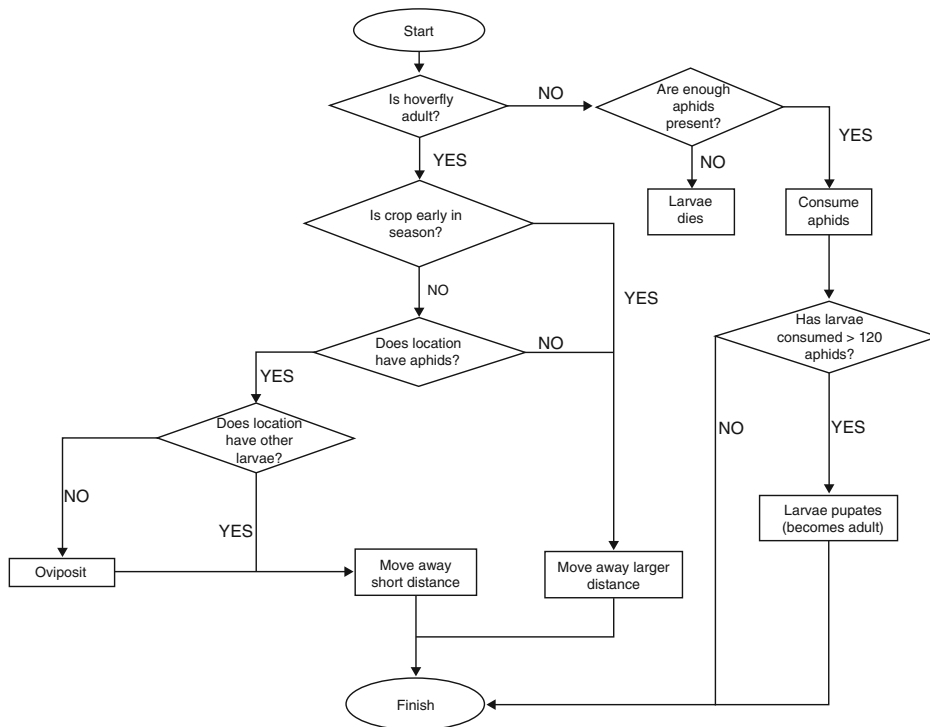 Start
Is hoverfly
adult?
NO
Are enough
aphids
present?
YES
YES
NO
Larvae
dies
Consume
aphids
Is crop early in
season?
NO
YES
Has larvae
consumed > 120
aphids?
Does location
have aphids?
NO
YES
Does location
have other
larvae?
NO
YES
NO
YES
Larvae pupates
(becomes adult)
Oviposit
Move away
short distance
Move away larger
distance
Finish